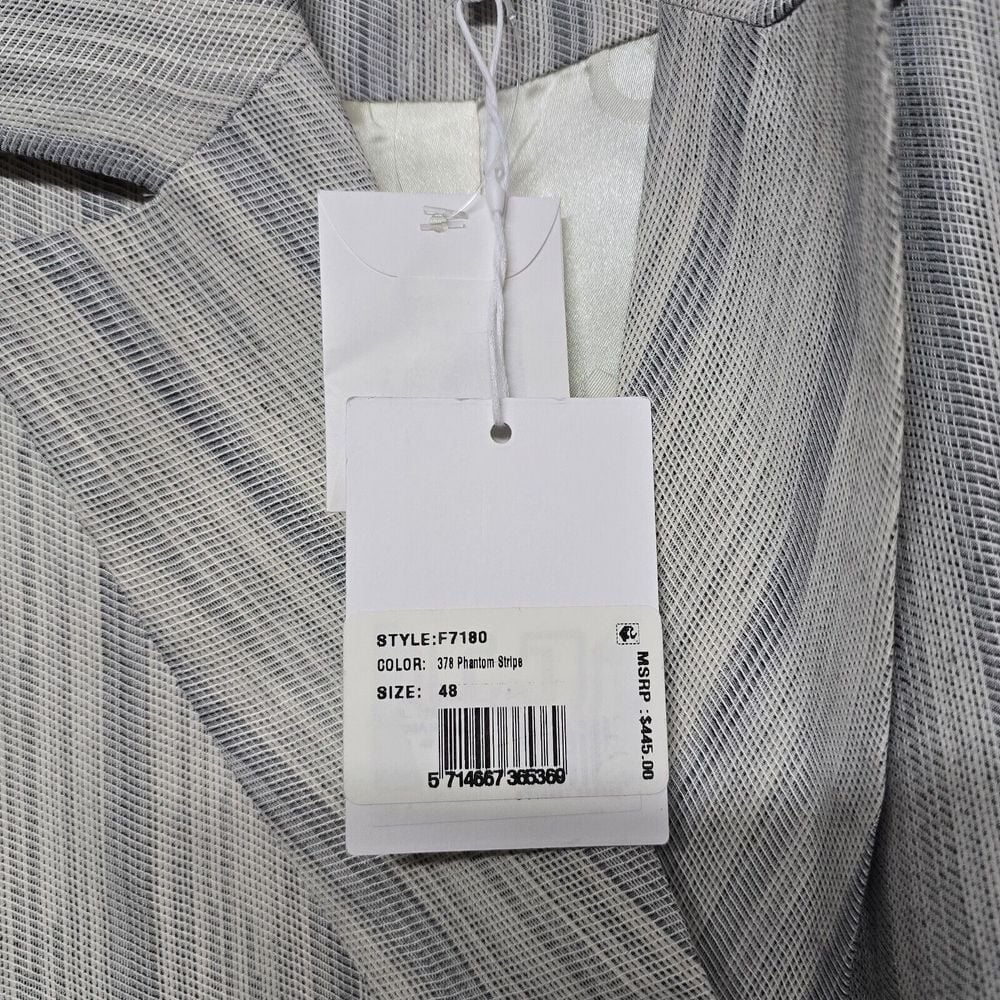 STYLE:F7180
COLOR: 378 Phantom Stripe
SIZE: 48
5 714667 365369
MSRP :$445.00